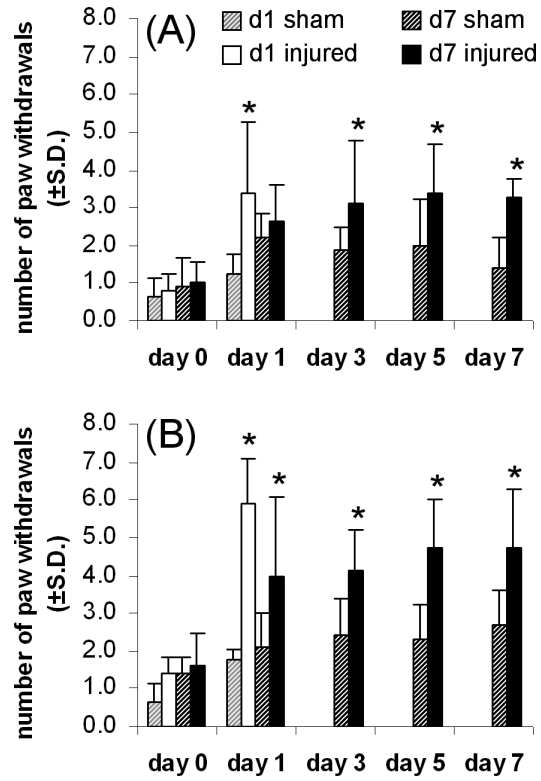 (A)
d1 sham
d7 sham
d1 injured
d7 injured
number of paw withdrawals
(±S.D.)
8.0
7.0
6.0
5.0
4.0
3.0
2.0
1.0
0.0
*
*
*
*
day 0 day 1 day 3 day 5 day 7
(B)
number of paw withdrawals
(±S.D.)
8.0
7.0
6.0
5.0
4.0
3.0
2.0
1.0
0.0
*
*
*
*
*
day 0 day 1 day 3 day 5 day 7